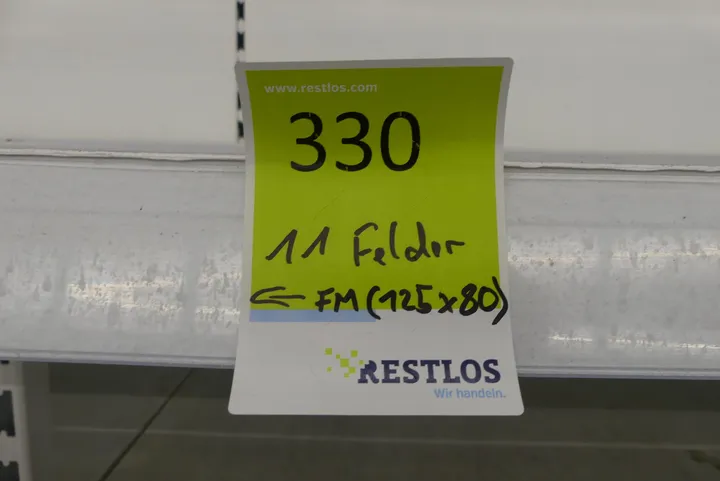 www.restlos.com
330
11 Felder
← FM (125x80)
RESTLOS
Wir handeln.